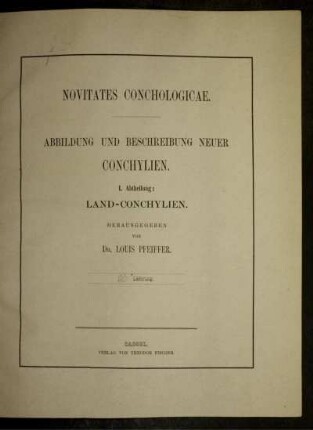 NOVITATES CONCHOLOGICAE.
ABBILDUNG UND BESCHREIBUNG NEUER
CONCHYLIEN.
I. Abtheilung:
LAND-CONCHYLIEN.
HERAUSGEGEBEN
VON
DR. LOUIS PFEIFFER.
Lieferung.
CASSEL.
VERLAG VON THEODOR FISCHER.